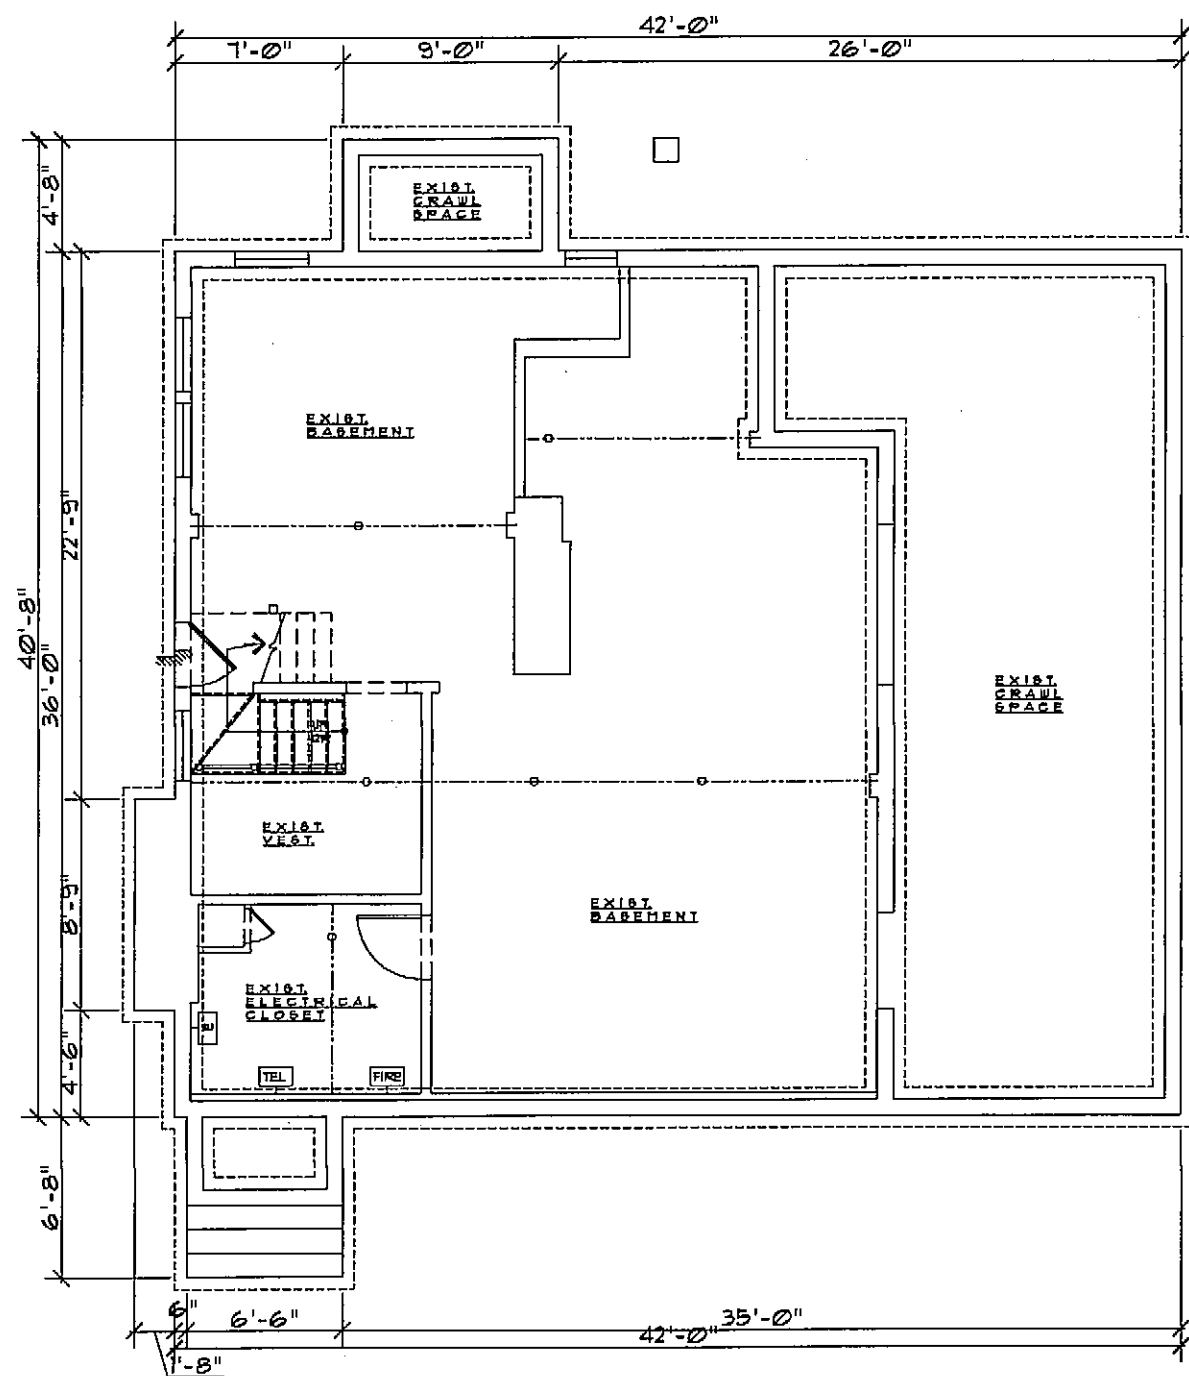 42'-0"
7'-0"
9'-0"
26'-0"
4'-8"
EXIST.
CRAWL
SPACE
EXIST.
BASEMENT
22'-9"
40'-8"
36'-0"
UP
EXIST.
CRAWL
SPACE
EXIST.
VEST.
8'-9"
EXIST.
BASEMENT
EXIST.
ELECTRICAL
CLOSET
4'-6"
TEL
FIRE
6'-8"
6"
6'-6"
35'-0"
42'-0"
1'-8"